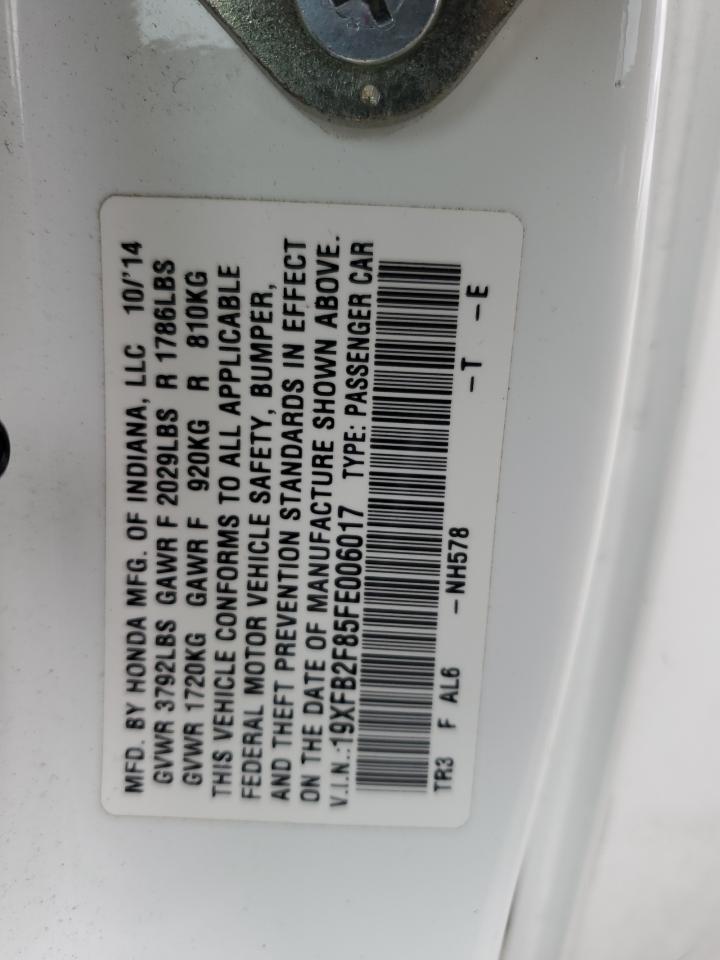 MFD. BY HONDA MFG. OF INDIANA, LLC 10/'14
GVWR 3792LBS GAWR F 2029LBS R 1786LBS
GVWR 1720KG GAWR F 920KG R 810KG
THIS VEHICLE CONFORMS TO ALL APPLICABLE
FEDERAL MOTOR VEHICLE SAFETY, BUMPER,
AND THEFT PREVENTION STANDARDS IN EFFECT
ON THE DATE OF MANUFACTURE SHOWN ABOVE.
V.I.N.:19XFB2F85FE006017 TYPE: PASSENGER CAR
TR3 F AL6 -NH578 -T -E